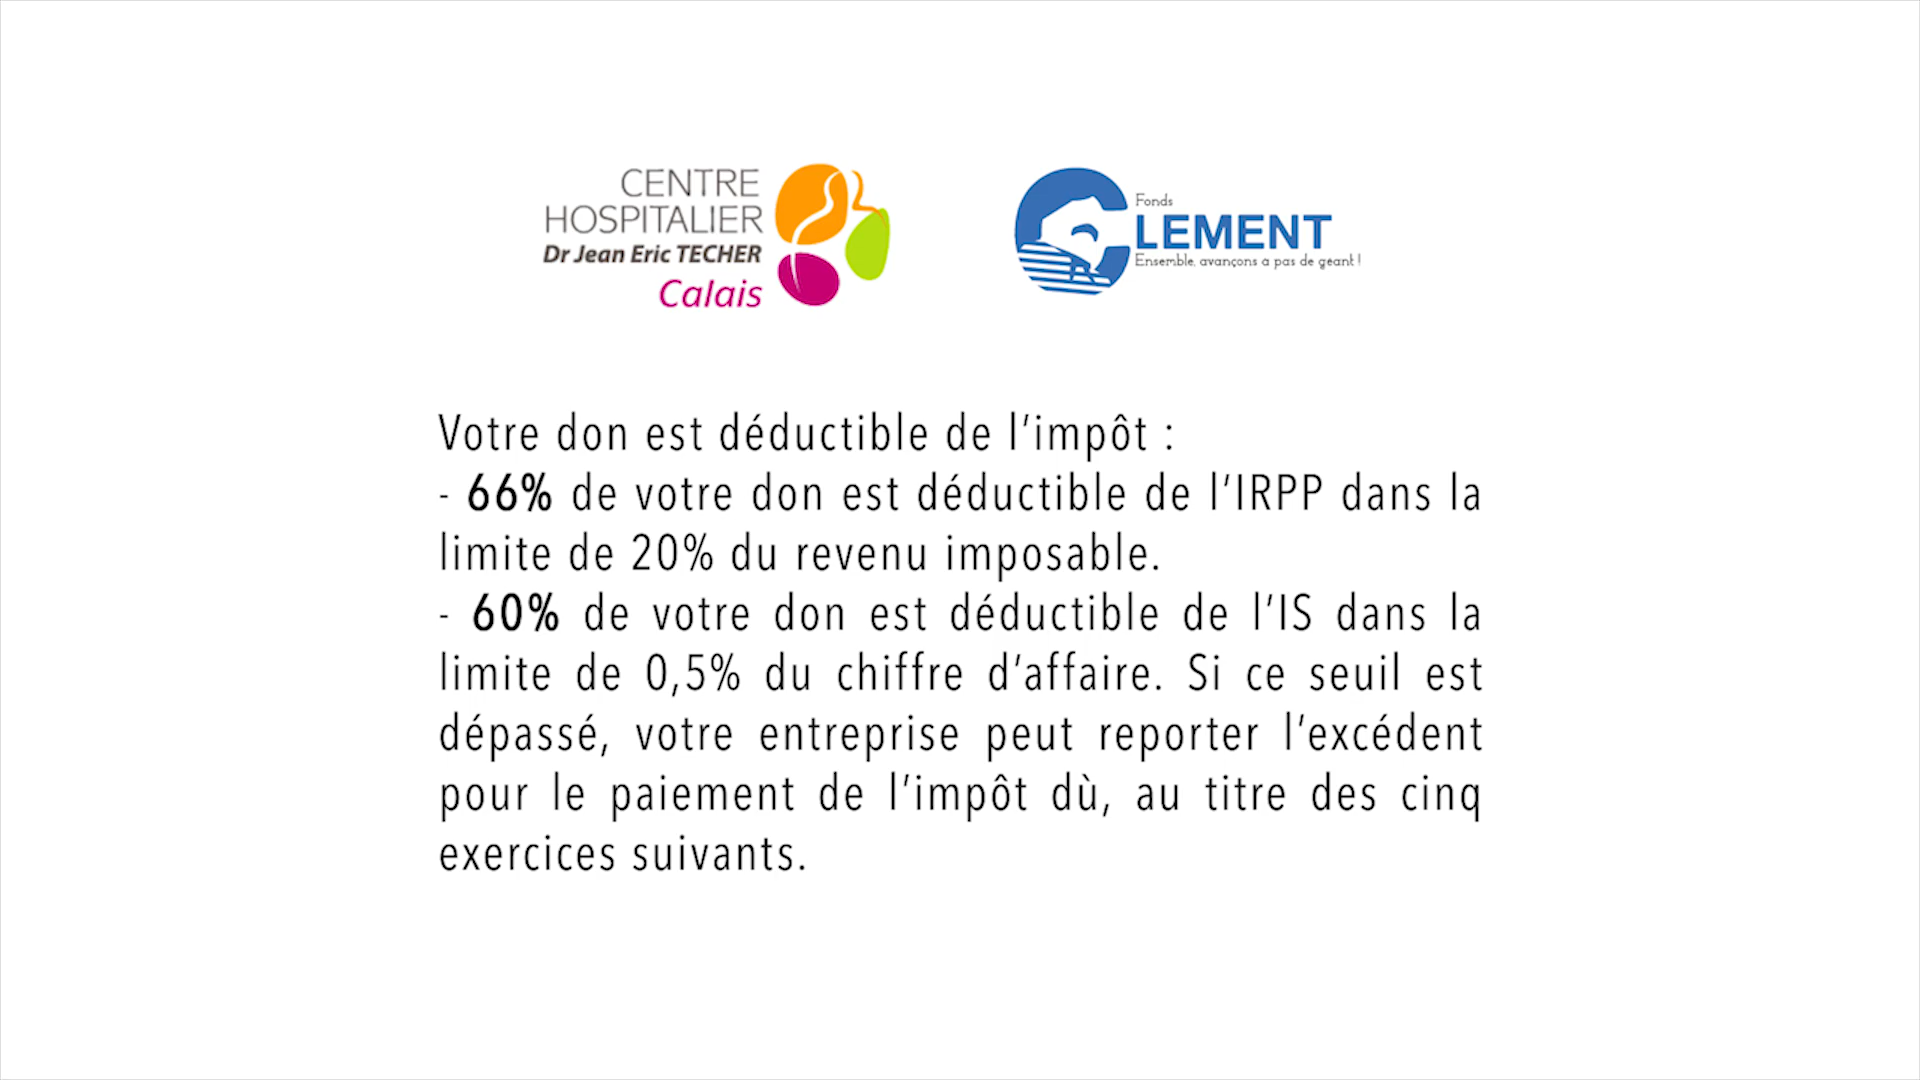 CENTRE
HOSPITALIER
Dr Jean Eric TECHER
Calais
Fonds
CLEMENT
Ensemble, avançons a pas de geant !
Votre don est déductible de l'impôt :
- 66% de votre don est déductible de l'IRPP dans la
limite de 20% du revenu imposable.
- 60% de votre don est déductible de l'IS dans la
limite de 0,5% du chiffre d'affaire. Si ce seuil est
dépassé, votre entreprise peut reporter l'excédent
pour le paiement de l'impôt dù, au titre des cinq
exercices suivants.